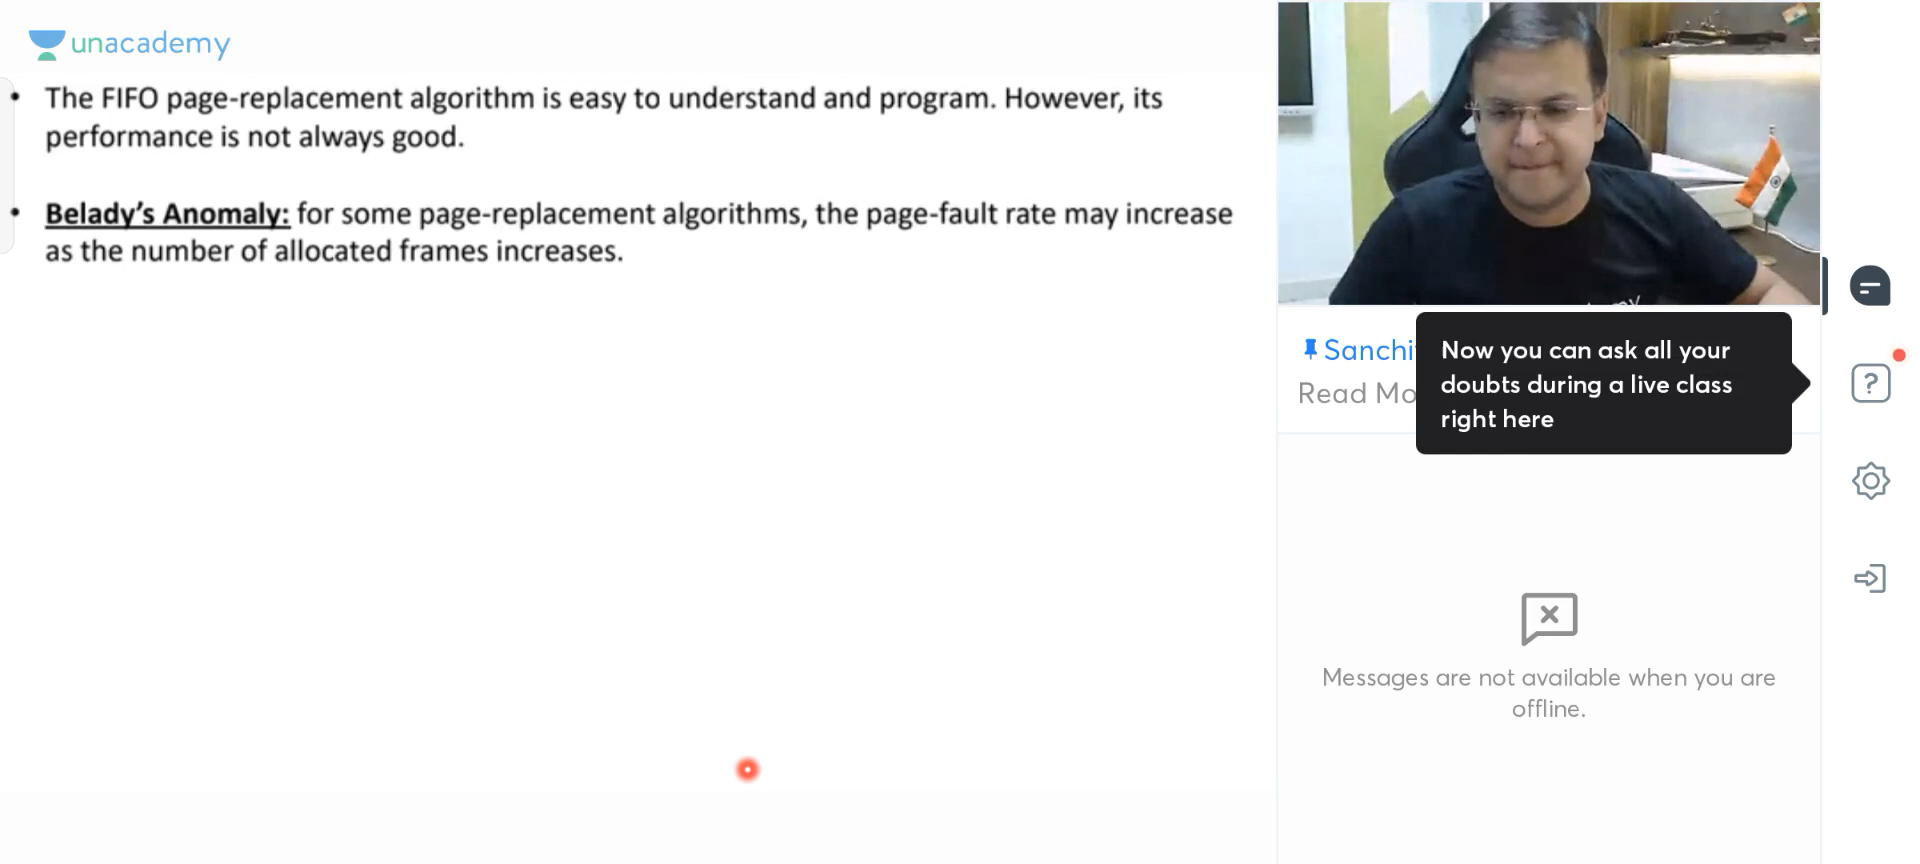 unacademy
• The FIFO page-replacement algorithm is easy to understand and program. However, its
performance is not always good.
• Belady's Anomaly: for some page-replacement algorithms, the page-fault rate may increase
as the number of allocated frames increases.
Now you can ask all your
doubts during a live class
right here
Read
Messages are not available when you are
offline.